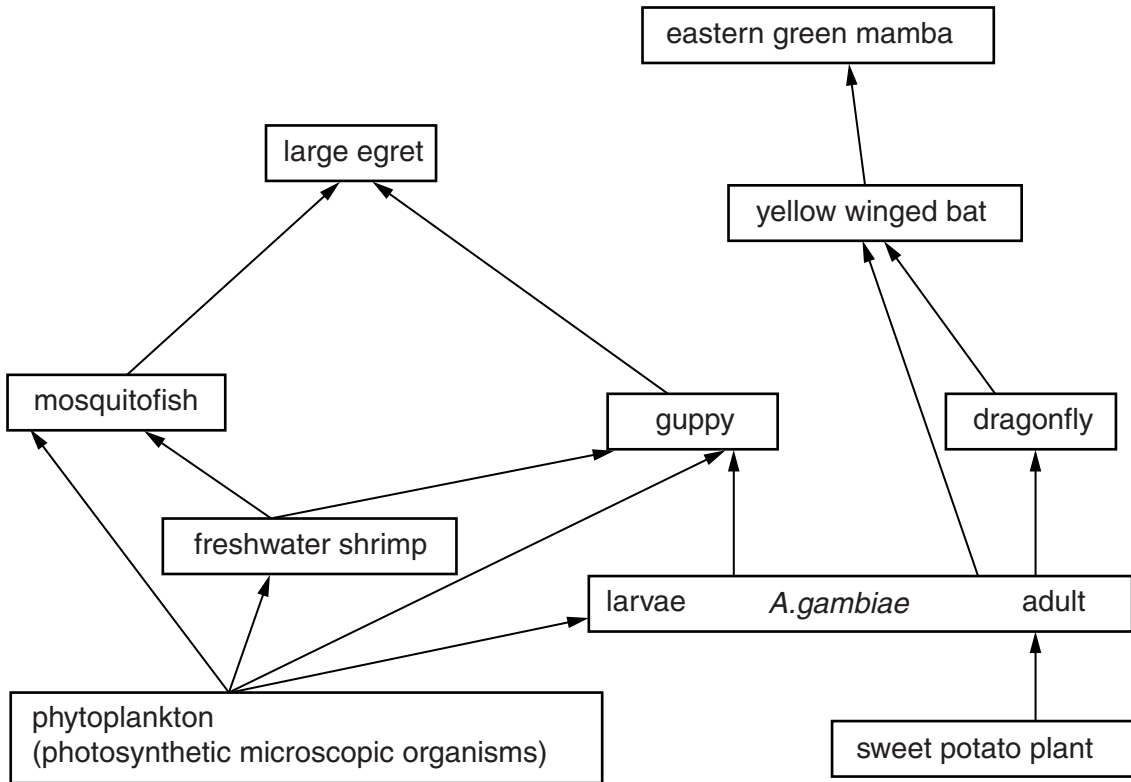 eastern green mamba
large egret
yellow winged bat
mosquitofish
guppy
dragonfly
freshwater shrimp
larvae A.gambiae adult
phytoplankton
(photosynthetic microscopic organisms)
sweet potato plant